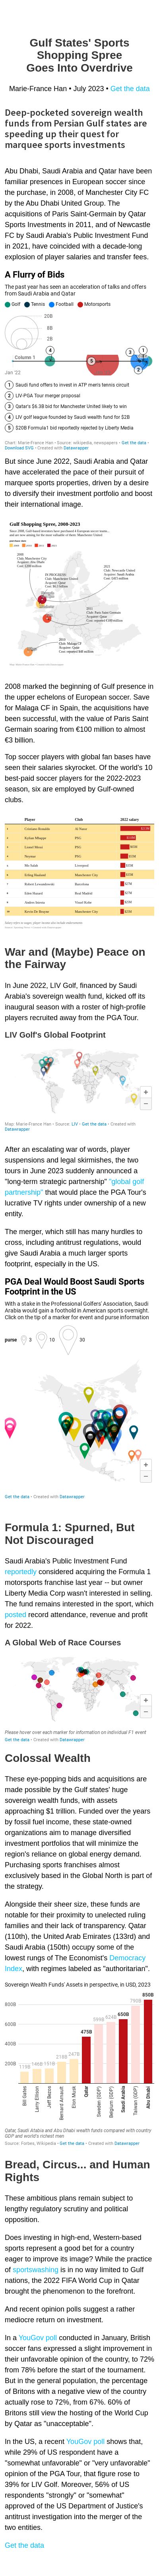 Gulf States' Sports
Shopping Spree
Goes Into Overdrive
Marie-France Han • July 2023 • Get the data
Deep-pocketed sovereign wealth
funds from Persian Gulf states are
speeding up their quest for
marquee sports investments
Abu Dhabi, Saudi Arabia and Qatar have been
familiar presences in European soccer since
the purchase, in 2008, of Manchester City FC
by the Abu Dhabi United Group. The
acquisitions of Paris Saint-Germain by Qatar
Sports Investments in 2011, and of Newcastle
FC by Saudi Arabia's Public Investment Fund
in 2021, have coincided with a decade-long
explosion of player salaries and transfer fees.
A Flurry of Bids
The past year has seen an acceleration of talks and offers
from Saudi Arabia and Qatar
Golf Tennis Football Motorsports
20B
8B
2B
Column 1
Jan '22
1 Saudi fund offers to invest in ATP men's tennis circuit
2 LIV-PGA Tour merger proposal
3 Qatar's $6.3B bid for Manchester United likely to win
4 LIV golf league founded by Saudi wealth fund for $2B
5 $20B Formula1 bid reportedly rejected by Liberty Media
Chart: Marie-France Han • Source: wikipedia, newspapers • Get the data •
Download SVG • Created with Datawrapper
But since June 2022, Saudi Arabia and Qatar
have accelerated the pace of their pursuit of
marquee sports properties, driven by a desire
to diversify their investment portfolio and boost
their international image.
Gulf Shopping Spree, 2008-2023
2008 marked the beginning of Gulf presence in
the upper echelons of European soccer. Save
for Malaga CF in Spain, the acquisitions have
been successful, with the value of Paris Saint
Germain soaring from €100 million to almost
€3 billion.
Top soccer players with global fan bases have
seen their salaries skyrocket. Of the world's 10
best-paid soccer players for the 2022-2023
season, six are employed by Gulf-owned
clubs.
Player Club 2022 salary
Cristiano Ronaldo Al Nassr
Kylian Mbappe PSG
Lionel Messi PSG
Neymar PSG
Mo Salah Liverpool
Erling Haaland Manchester City
Robert Lewandowski Barcelona
Eden Hazard Real Madrid
Andres Iniesta Vissel Kobe
Kevin De Bruyne Manchester City
War and (Maybe) Peace on
the Fairway
In June 2022, LIV Golf, financed by Saudi
Arabia's sovereign wealth fund, kicked off its
inaugural season with a roster of high-profile
players recruited away from the PGA Tour.
LIV Golf's Global Footprint
Map: Marie-France Han • Source: LIV • Get the data • Created with
Datawrapper
After an escalating war of words, player
suspensions and legal skirmishes, the two
tours in June 2023 suddenly announced a
"long-term strategic partnership" "global golf
partnership" that would place the PGA Tour's
lucrative TV rights under ownership of a new
entity.
The merger, which still has many hurdles to
cross, including antitrust regulations, would
give Saudi Arabia a much larger sports
footprint, especially in the US.
PGA Deal Would Boost Saudi Sports
Footprint in the US
With a stake in the Professional Golfers' Association, Saudi
Arabia would gain a foothold in American sports overnight.
Click on the tip of a marker for prize and purse information
purse 3 10 30
Get the data • Created with Datawrapper
Formula 1: Spurned, But
Not Discouraged
Saudi Arabia's Public Investment Fund
reportedly considered acquiring the Formula 1
motorsports franchise last year -- but owner
Liberty Media Corp wasn't interested in selling.
The fund remains interested in the sport, which
posted record attendance, revenue and profit
for 2022.
A Global Web of Race Courses
Please hover over each marker for information on individual F1 event
Get the data • Created with Datawrapper
Colossal Wealth
These eye-popping bids and acquisitions are
made possible by the Gulf states' huge
sovereign wealth funds, with assets
surpassing $1 trillion. Funded over the years
by fossil fuel income, these state-owned
organizations aim to manage diversified
investment portfolios that will minimize the
region's reliance on global energy demand.
Purchasing sports franchises almost
exclusively based in the Global North is part of
the strategy.
Alongside their sheer size, these funds are
notable for their proximity to unelected ruling
families and their lack of transparency. Qatar
(110th), the United Arab Emirates (133rd) and
Saudi Arabia (150th) occupy some of the
lowest rungs of The Economist's Democracy
Index, with regimes labeled as "authoritarian".
Sovereign Wealth Funds' Assets in perspective, in USD, 2023
800B
600B
400B
200B
475B
650B
790B
850B
Bill Gates
Larry Ellison
Jeff Bezos
Bernard Arnault
Elon Musk
Qatar
Sweden (GDP)
Belgium (GDP)
Saudi Arabia
Taiwan (GDP)
Abu Dhabi
Qatar, Saudi Arabia and Abu Dhabi wealth funds compared with country
GDP and world's richest men
Source: Forbes, Wikipedia • Get the data • Created with Datawrapper
Bread, Circus... and Human
Rights
These ambitious plans remain subject to
lengthy regulatory scrutiny and political
opposition.
Does investing in high-end, Western-based
sports represent a good bet for a country
eager to improve its image? While the practice
of sportswashing is in no way limited to Gulf
nations, the 2022 FIFA World Cup in Qatar
brought the phenomenon to the forefront.
And recent opinion polls suggest a rather
mediocre return on investment.
In a YouGov poll conducted in January, British
soccer fans expressed a slight improvement in
their terrible opinion of the country, to 72%
from 78% before the start of the tournament.
But in the general population, the percentage
of Britons with a negative view of the country
actually rose to 72%, from 67%. 60% of
Britons still view the hosting of the World Cup
by Qatar as "unacceptable".
In the US, a recent YouGov poll shows that,
while 29% of US respondent have a
"somewhat unfavorable" or "very unfavorable"
opinion of the PGA Tour, that figure rose to
39% for LIV Golf. Moreover, 56% of US
respondents "strongly" or "somewhat"
approved of the US Department of Justice's
antitrust investigation into the merger of the
two entities.
Get the data